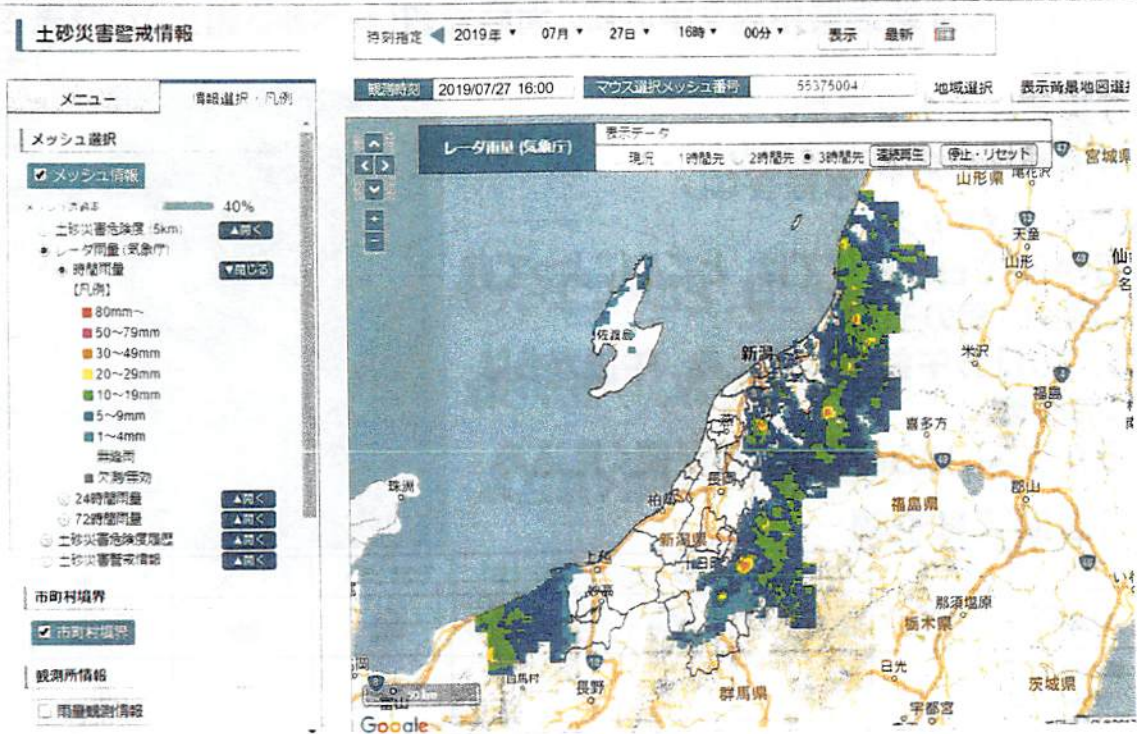 土砂災害警戒情報
時刻指定 2019年 07月 27日 16時 00分 表示 最新
メニュー
情報選択・凡例
観測時刻 2019/07/27 16:00 マウス選択メッシュ番号 55375004 地域選択 表示背景地図選択
メッシュ選択
メッシュ情報
40%
土砂災害危険度(5km) ▲開く
レーダ雨量(気象庁)
時間雨量 ▼閉じる
【凡例】
80mm～
50～79mm
30～49mm
20～29mm
10～19mm
5～9mm
1～4mm
無降雨
欠測/無効
24時間雨量 ▲開く
72時間雨量 ▲開く
土砂災害危険度履歴 ▲開く
土砂災害警戒情報 ▲開く
市町村境界
市町村境界
観測所情報
雨量観測情報
レーダ雨量(気象庁)
表示データ
現況 1時間先 2時間先 3時間先 連続再生 停止・リセット
宮城県
山形県
尾花沢
天童
山形
仙
名
佐渡島
新潟
米沢
福島
燕
喜多方
珠洲
長岡
柏崎
郡山
福島県
新潟県
十日町
上越
妙高
那須塩原
栃木県
白馬村
長野
日光
群馬県
茨城県
富山
宇都宮
Google